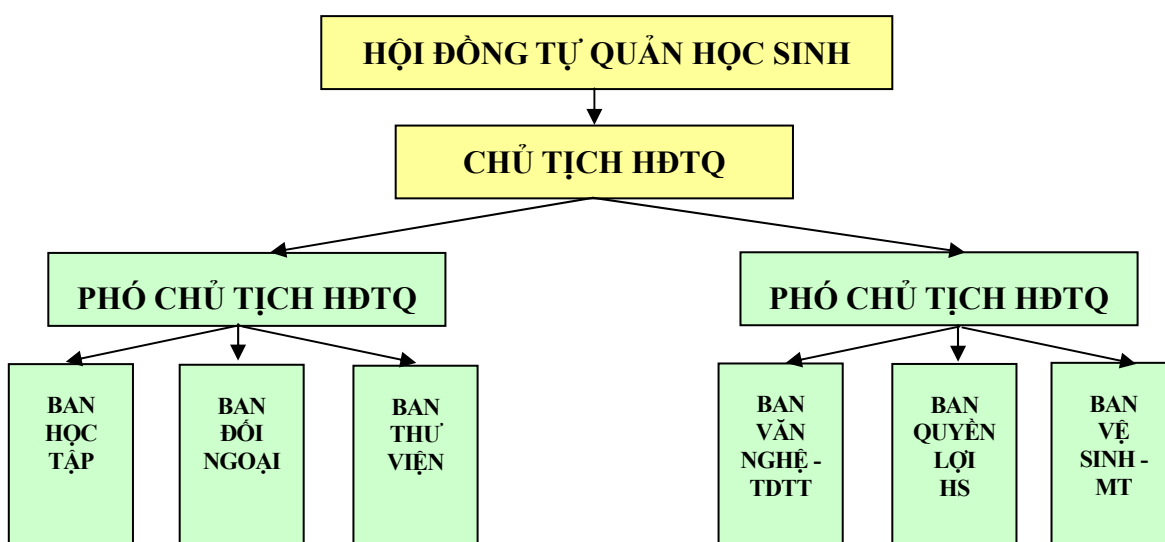 HỘI ĐỒNG TỰ QUẢN HỌC SINH
CHỦ TỊCH HĐTQ
PHÓ CHỦ TỊCH HĐTQ
PHÓ CHỦ TỊCH HĐTQ
BAN
HỌC
TẬP
BAN
ĐỐI
NGOẠI
BAN
THƯ
VIỆN
BAN
VĂN
NGHỆ -
TDTT
BAN
QUYỀN
LỢI
HS
BAN
VỆ
SINH -
MT